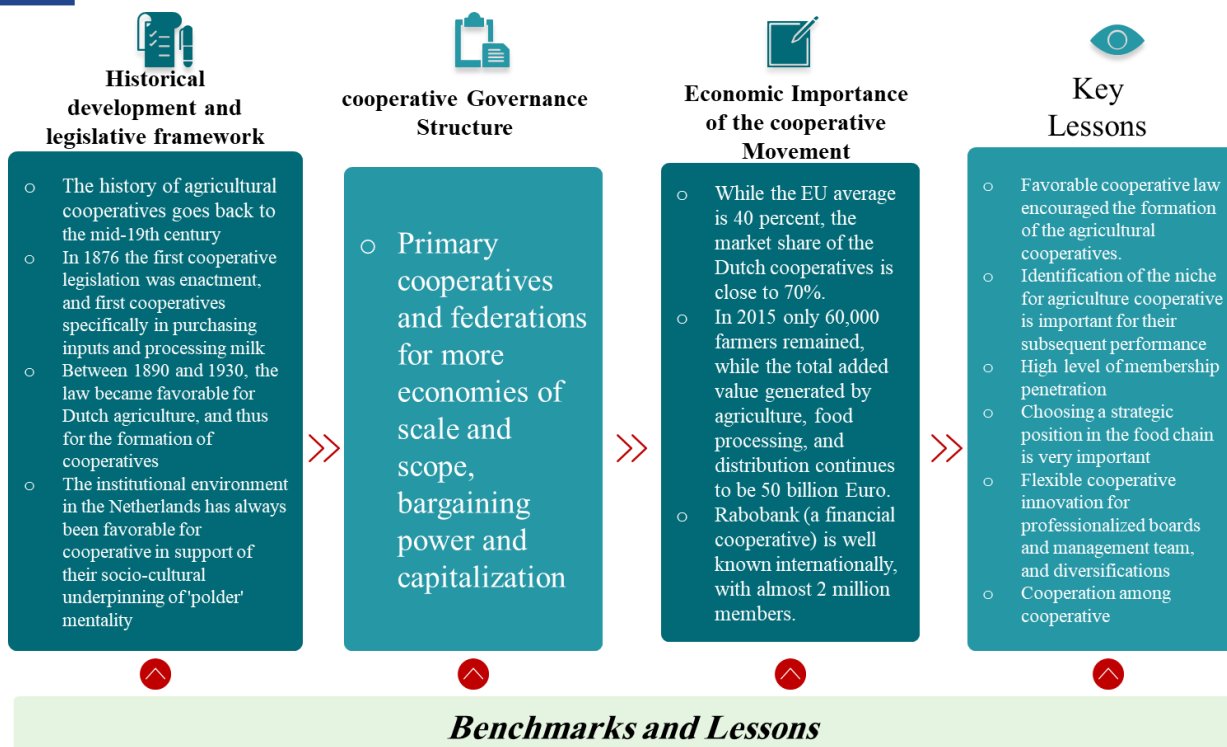 Historical
development and
legislative framework
○ The history of agricultural
cooperatives goes back to
the mid-19th century
○ In 1876 the first cooperative
legislation was enactment,
and first cooperatives
specifically in purchasing
inputs and processing milk
○ Between 1890 and 1930, the
law became favorable for
Dutch agriculture, and thus
for the formation of
cooperatives
○ The institutional environment
in the Netherlands has always
been favorable for
cooperative in support of
their socio-cultural
underpinning of 'polder'
mentality
cooperative Governance
Structure
○ Primary
cooperatives
and federations
for more
economies of
scale and
scope,
bargaining
power and
capitalization
Economic Importance
of the cooperative
Movement
○ While the EU average
is 40 percent, the
market share of the
Dutch cooperatives is
close to 70%.
○ In 2015 only 60,000
farmers remained,
while the total added
value generated by
agriculture, food
processing, and
distribution continues
to be 50 billion Euro.
○ Rabobank (a financial
cooperative) is well
known internationally,
with almost 2 million
members.
Key
Lessons
○ Favorable cooperative law
encouraged the formation
of the agricultural
cooperatives.
○ Identification of the niche
for agriculture cooperative
is important for their
subsequent performance
○ High level of membership
penetration
○ Choosing a strategic
position in the food chain
is very important
○ Flexible cooperative
innovation for
professionalized boards
and management team,
and diversifications
○ Cooperation among
cooperative
Benchmarks and Lessons